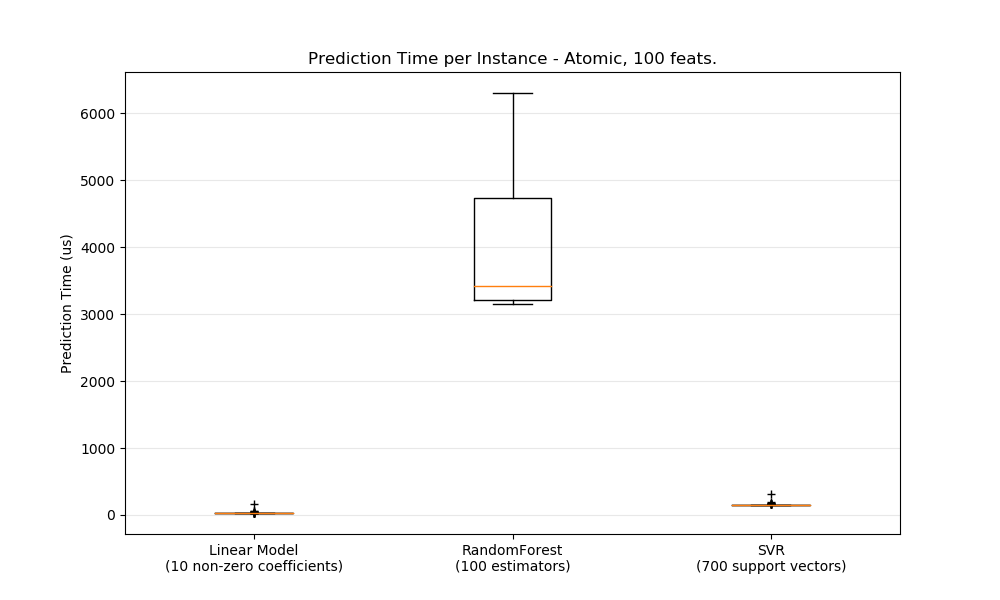 Prediction Time per Instance - Atomic, 100 feats.
Prediction Time (us)
6000
5000
4000
3000
2000
1000
0
Linear Model
(10 non-zero coefficients)
RandomForest
(100 estimators)
SVR
(700 support vectors)